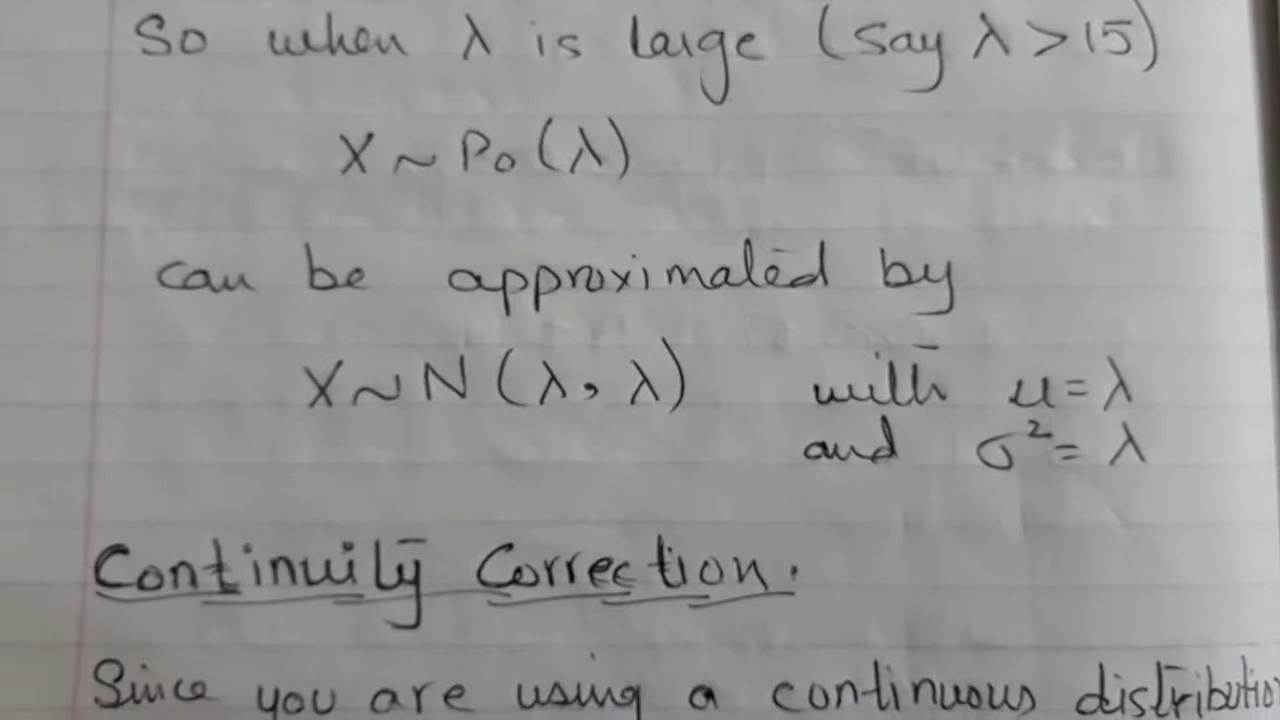 So when λ is large (say λ > 15)
X ~ Po (λ)
can be approximated by
X ~ N (λ, λ) with μ = λ
and σ² = λ
Continuity Correction.
Since you are using a continuous distributio